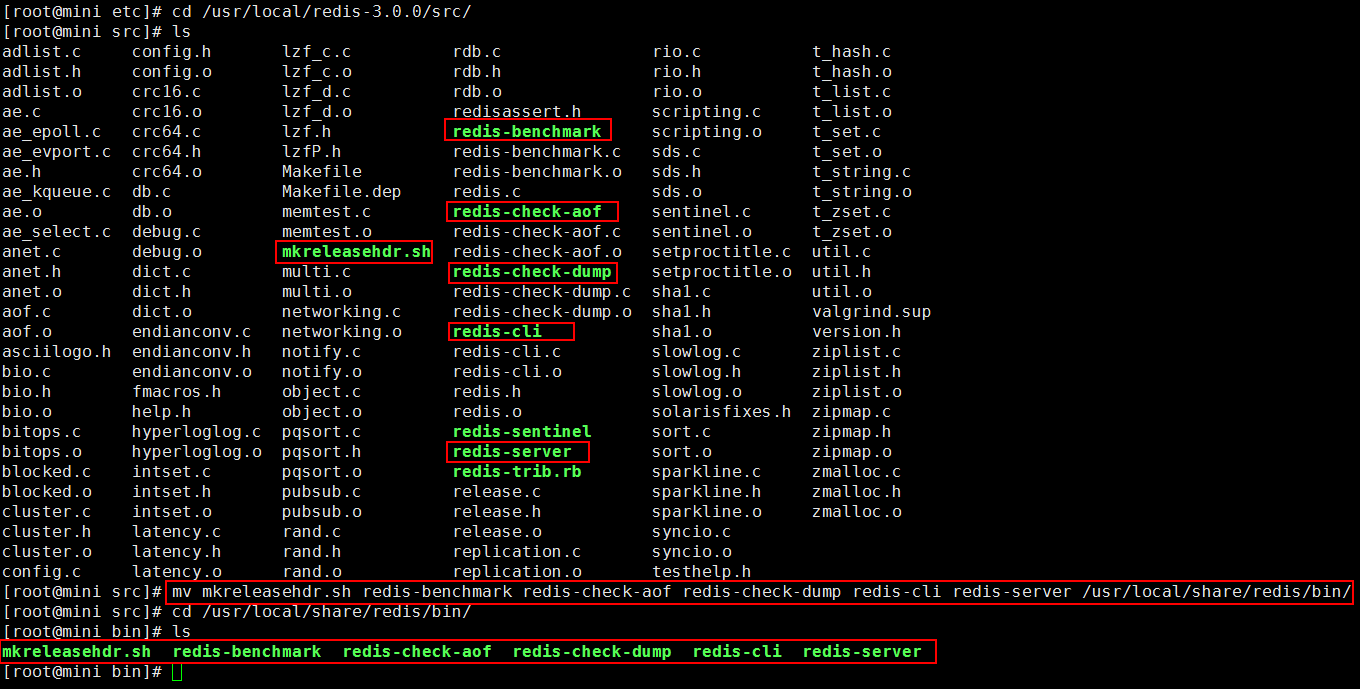 [root@mini etc]# cd /usr/local/redis-3.0.0/src/
[root@mini src]# ls
adlist.c config.h lzf_c.c rdb.c rio.c t_hash.c
adlist.h config.o lzf_c.o rdb.h rio.h t_hash.o
adlist.o crc16.c lzf_d.c rdb.o rio.o t_list.c
ae.c crc16.o lzf_d.o redisassert.h scripting.c t_list.o
ae_epoll.c crc64.c lzf.h redis-benchmark scripting.o t_set.c
ae_evport.c crc64.h lzfP.h redis-benchmark.c sds.c t_set.o
ae.h crc64.o Makefile redis-benchmark.o sds.h t_string.c
ae_kqueue.c db.c Makefile.dep redis.c sds.o t_string.o
ae.o db.o memtest.c redis-check-aof sentinel.c t_zset.c
ae_select.c debug.c memtest.o redis-check-aof.c sentinel.o t_zset.o
anet.c debug.o mkreleasehdr.sh redis-check-aof.o setproctitle.c util.c
anet.h dict.c multi.c redis-check-dump setproctitle.o util.h
anet.o dict.h multi.o redis-check-dump.c sha1.c util.o
aof.c dict.o networking.c redis-check-dump.o sha1.h valgrind.sup
aof.o endianconv.c networking.o redis-cli sha1.o version.h
asciilogo.h endianconv.h notify.c redis-cli.c slowlog.c ziplist.c
bio.c endianconv.o notify.o redis-cli.o slowlog.h ziplist.h
bio.h fmacros.h object.c redis.h slowlog.o ziplist.o
bio.o help.h object.o redis.o solarisfixes.h zipmap.c
bitops.c hyperloglog.c pqsort.c redis-sentinel sort.c zipmap.h
bitops.o hyperloglog.o pqsort.h redis-server sort.o zipmap.o
blocked.c intset.c pqsort.o redis-trib.rb sparkline.c zmalloc.c
blocked.o intset.h pubsub.c release.c sparkline.h zmalloc.h
cluster.c intset.o pubsub.o release.h sparkline.o zmalloc.o
cluster.h latency.c rand.c release.o syncio.c
cluster.o latency.h rand.h replication.c syncio.o
config.c latency.o rand.o replication.o testhelp.h
[root@mini src]# mv mkreleasehdr.sh redis-benchmark redis-check-aof redis-check-dump redis-cli redis-server /usr/local/share/redis/bin/
[root@mini src]# cd /usr/local/share/redis/bin/
[root@mini bin]# ls
mkreleasehdr.sh redis-benchmark redis-check-aof redis-check-dump redis-cli redis-server
[root@mini bin]#